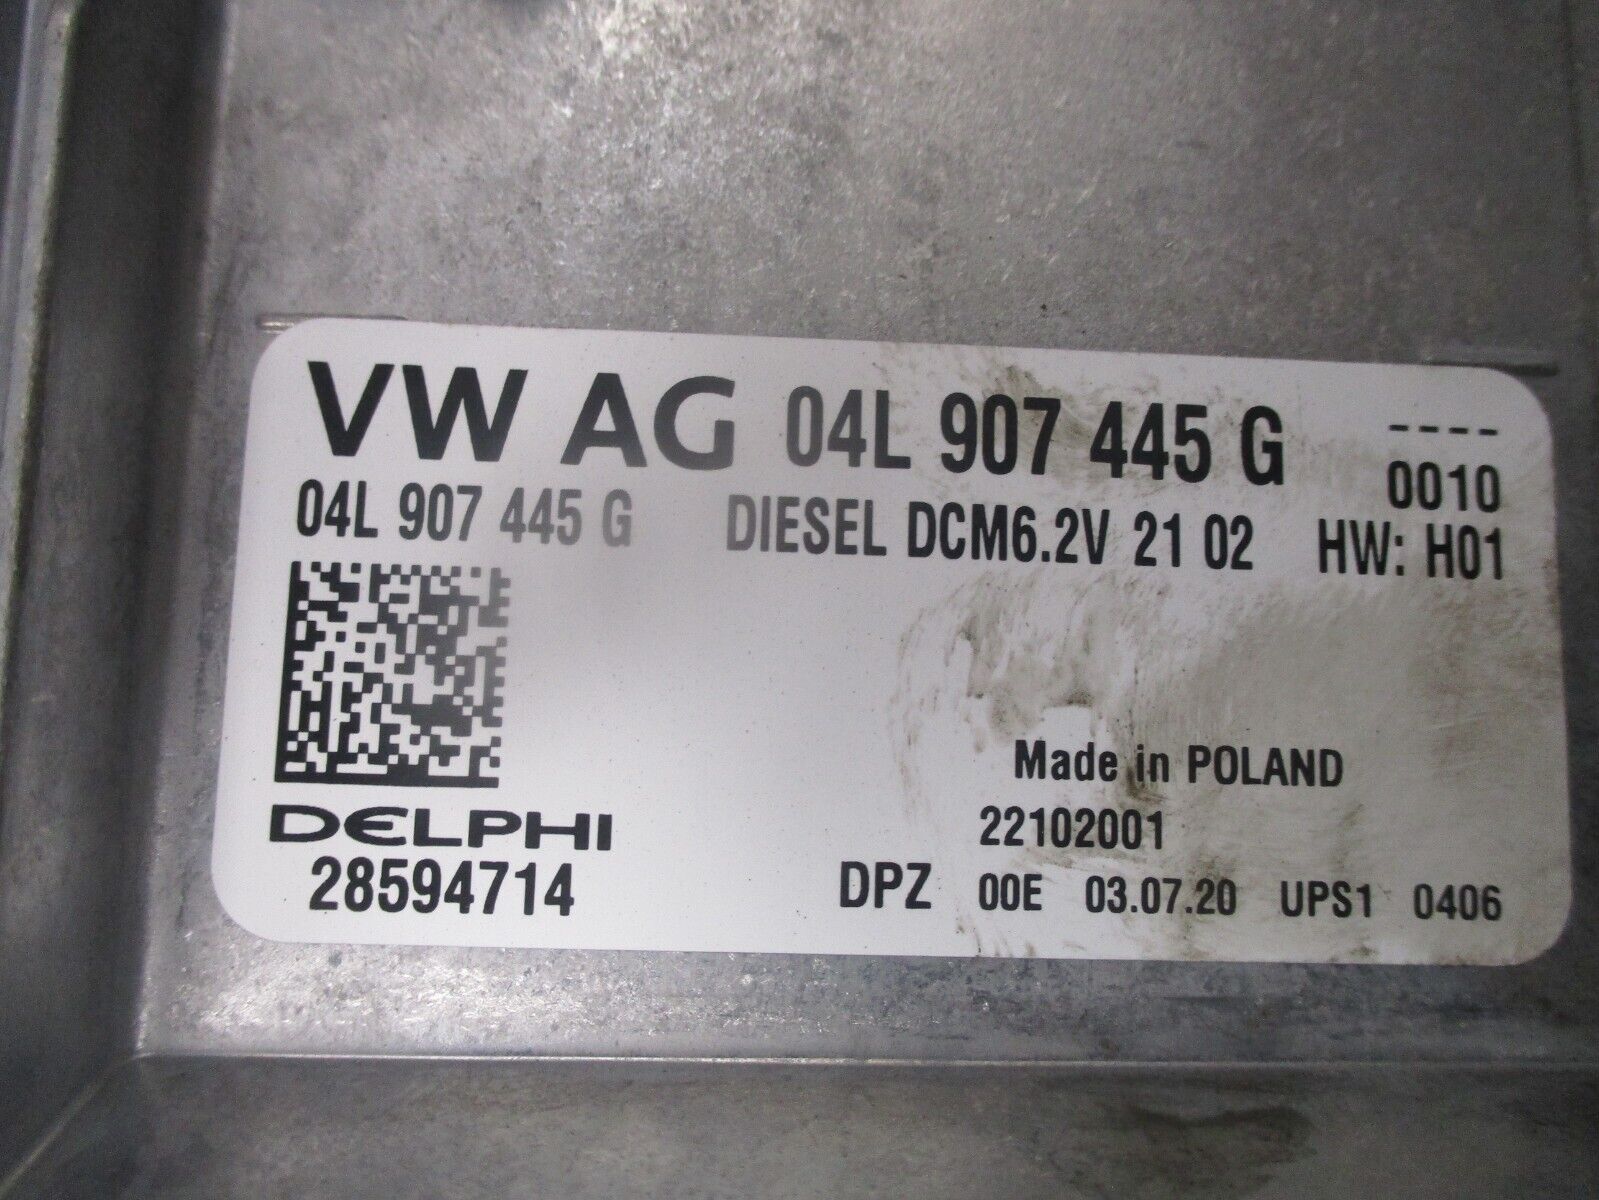 VW AG 04L 907 445 G ----
0010
04L 907 445 G DIESEL DCM6.2V 21 02 HW: H01
Made in POLAND
DELPHI 22102001
28594714 DPZ 00E 03.07.20 UPS1 0406